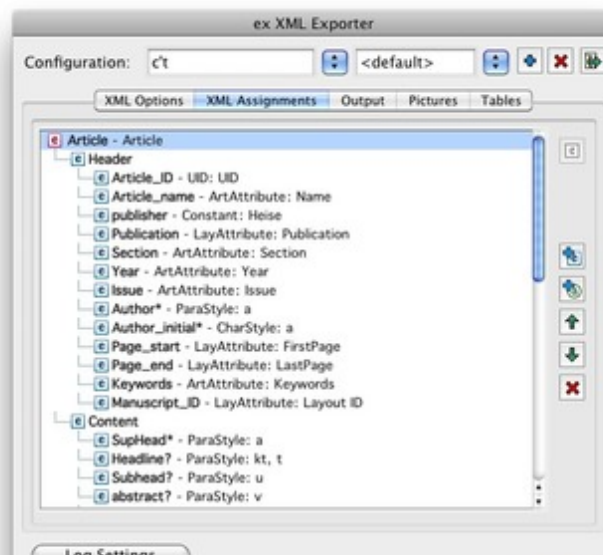 ex XML Exporter
Configuration: c't <default>
XML Options XML Assignments Output Pictures Tables
Article - Article
Header
Article_ID - UID: UID
Article_name - ArtAttribute: Name
publisher - Constant: Heise
Publication - LayAttribute: Publication
Section - ArtAttribute: Section
Year - ArtAttribute: Year
Issue - ArtAttribute: Issue
Author* - ParaStyle: a
Author_initial* - CharStyle: a
Page_start - LayAttribute: FirstPage
Page_end - LayAttribute: LastPage
Keywords - ArtAttribute: Keywords
Manuscript_ID - LayAttribute: Layout ID
Content
SupHead* - ParaStyle: a
Headline? - ParaStyle: kt, t
Subhead? - ParaStyle: u
abstract? - ParaStyle: v
Log Settings